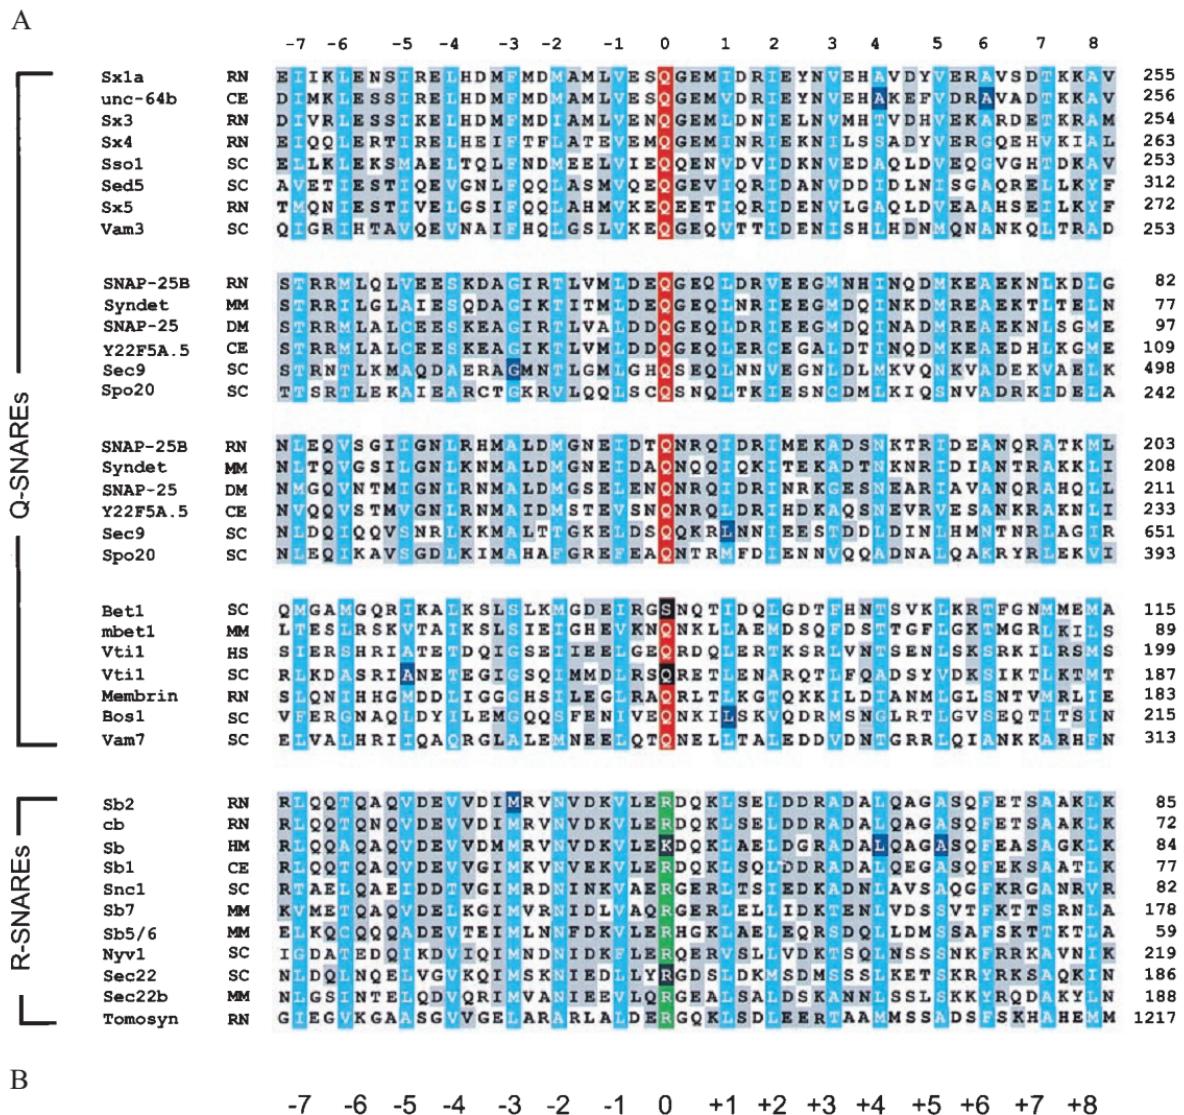 A
-7 -6 -5 -4 -3 -2 -1 0 1 2 3 4 5 6 7 8
Q-SNAREs
Sx1a RN EIIKLENSIRELHDMFMDMAMLVESQGEMIDRIEYNVEHAVDYVERAVSDTKKAV 255
unc-64b CE DIMKLESSIRELHDMFMDMAMLVESQGEMVDRIEYNVEHAKEFVDRAVADTKKAV 256
Sx3 RN DIVRLESSIKELHDMFMDIAMLVENQGEMLDNIELNVMHTVDHVEKARDETKRAM 254
Sx4 RN EIQQLERTIRELHEIFTFLATEVEMQGEMINRIEKNILSSADYVERGQEHVKIAL 263
Sso1 SC ELLKLEKSMAELTQLFNDMEELVIEQQENVDVIDKNVEDAQLDVEQGVGHTDKAV 253
Sed5 SC AVETIESTIQEVGNLFQQLASMVQEQGEVIQRIDANVDDIDLNISGAQRELLKYF 312
Sx5 RN TMQNIESTIVELGSIFQQLAHMVKEQEETIQRIDENVLGAQLDVEAAHSEILKYF 272
Vam3 SC QIGRIHTAVQEVNAIFHQLGSLVKEQGEQVTTIDENISHLHDNMQNANKQLTRAD 253
SNAP-25B RN STRRMLQLVEESKDAGIRTLVMLDEQGEQLDRVEEGMNHINQDMKEAEKNLKDLG 82
Syndet MM STRRILGLAIESQDAGIKTITMLDEQGEQLNRIEEGMDQINKDMREAEKTLTELN 77
SNAP-25 DM STRRMLALCEESKEAGIRTLVALDDQGEQLDRIEEGMDQINADMREAEKNLSGME 97
Y22F5A.5 CE STRRMLALCEESKEAGIKTLVMLDDQGEQLERCEGALDTINQDMKEAEDHLKGME 109
Sec9 SC STRNTLKMAQDAERAGMNTLGMLGHQSEQLNNVEGNLDLMKVQNKVADEKVAELK 498
Spo20 SC TTSRTLEKAIEARCTGKRVLQQLSCQSNQLTKIESNCDMLKIQSNVADRKIDELA 242
SNAP-25B RN NLEQVSGIIGNLRHMALDMGNEIDTQNRQIDRIMEKADSNKTRIDEANQRATKML 203
Syndet MM NLTQVGSILGNLKNMALDMGNEIDAQNQQIQKITEKADTNKNRIDIANTRAKKLI 208
SNAP-25 DM NMGQVNTMIGNLRNMALDMGSELENQNRQIDRINRKGESNEARIAVANQRAHQLL 211
Y22F5A.5 CE NVQQVSTMVGNLRNMAIDMSTEVSNQNRQLDRIHDKAQSNEVRVESANKRAKNLI 233
Sec9 SC NLDQIQQVSNRLKKMALTTGKELDSQQKRLNNIEESTDDLDINLHMNTNRLAGIR 651
Spo20 SC NLEQIKAVSGDLKIMAHAFGREFEAQNTRMFDIENNVQQADNALQAKRYRLEKVI 393
Bet1 SC QMGAMGQRIKALKSLSLKMGDEIRGSNQTIDQLGDTFHNTSVKLKRTFGNMMEMA 115
mbet1 MM LTESLRSKVTAIKSLSIEIGHEVKNQNKLLAEMDSQFDSTTGFLGKTMGRLKILS 89
Vti1 HS SIERSHRIATETDQIGSEIIEELGEQRDQLERTKSRLVNTSENLSKSRKILRSMS 199
Vti1 SC RLKDASRIANETEGIGSQIMMDLRSQRETLENARQTLFQADSYVDKSIKTLKTMT 187
Membrin RN SLQNIHHGMDDLIGGGHSILEGLRAQRLTLKGTQKKILDIANMLGLSNTVMRLIE 183
Bos1 SC VFERGNAQLDYILEMGQQSFENIVEQNKILSKVQDRMSNGLRTLGVSEQTITSIN 215
Vam7 SC ELVALHRIIQAQRGLALEMNEELQTQNELLTALEDDVDNTGRRLQIANKKARHFN 313
R-SNAREs
Sb2 RN RLQQTQAQVDEVVDIMRVNVDKVLERDQKLSELDDRADALQAGASQFETSAAKLK 85
cb RN RLQQTQNQVDEVVDIMRVNVDKVLERDQKLSELDDRADALQAGASQFETSAAKLK 72
Sb HM RLQQTQAQVDEVVDMMRVNVDKVLEKDQKLAELDGRADALQAGASQFEASAGKLK 84
Sb1 CE RLQQTQAQVDEVVGIMKVNVEKVLERDQKLSQLDDRADALQEGASQFEKSAATLK 77
Snc1 SC RTAELQAEIDDTVGIMRDNINKVAERGERLTSIEDKADNLAVSAQGFKRGANRVR 82
Sb7 MM KVMETQAQVDELKGIMVRNIDLVAQRGERLELLIDKTENLVDSSVTFKTTSRNLA 178
Sb5/6 MM ELKQCQQQADEVTEIMLNNFDKVLERHGKLAELEQRSDQLLDMSSAFSKTTKTLA 59
Nyv1 SC IGDATEDQIKDVIQIMNDNIDKFLERQERVSLLVDKTSQLNSSSNKFRRKAVNIK 219
Sec22 SC NLDQLNQELVGVKQIMSKNIEDLLYRGDSLDKMSDMSSSLKETSKRYRKSAQKIN 186
Sec22b MM NLGSINTELQDVQRIMVANIEEVLQRGEALSALDSKANNLSSLSKKYRQDAKYLN 188
Tomosyn RN GIEGVKGAASGVVGELARARLALDERGQKLSDLEERTAAMMSSADSFSKHAHEMM 1217
B
-7 -6 -5 -4 -3 -2 -1 0 +1 +2 +3 +4 +5 +6 +7 +8